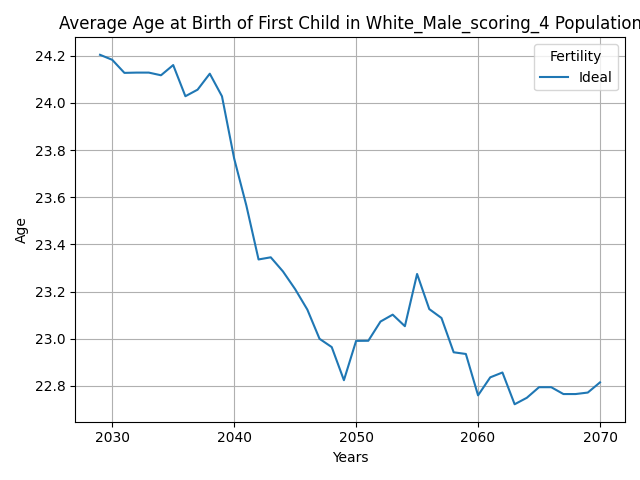 Average Age at Birth of First Child in White_Male_scoring_4 Population
Fertility
Ideal
24.2
24.0
23.8
23.6
23.4
23.2
23.0
22.8
Age
2030 2040 2050 2060 2070
Years